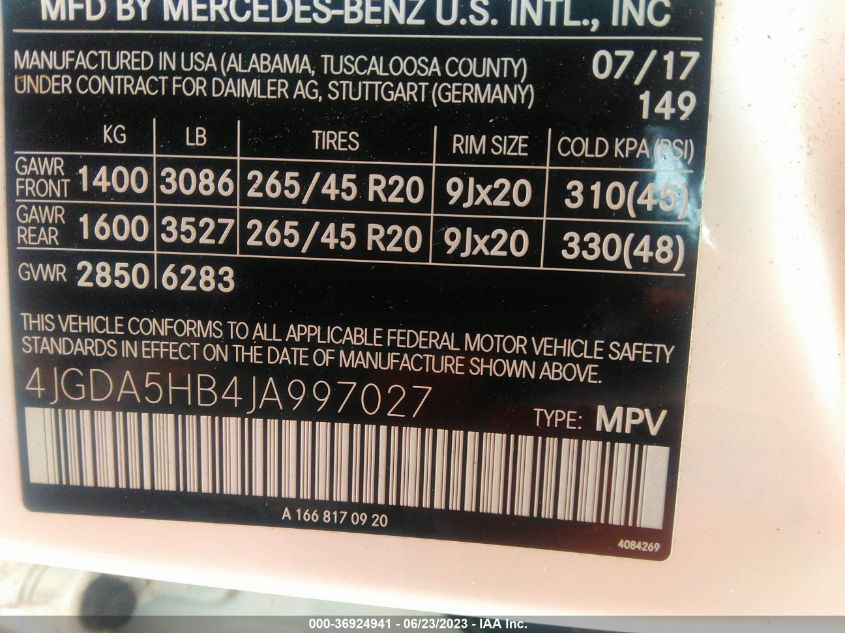 MFD BY MERCEDES-BENZ U.S. INTL., INC
MANUFACTURED IN USA (ALABAMA, TUSCALOOSA COUNTY) 07/17
UNDER CONTRACT FOR DAIMLER AG, STUTTGART (GERMANY) 149
KG LB TIRES RIM SIZE COLD KPA (PSI)
GAWR FRONT 1400 3086 265/45 R20 9Jx20 310(45)
GAWR REAR 1600 3527 265/45 R20 9Jx20 330(48)
GVWR 2850 6283
THIS VEHICLE CONFORMS TO ALL APPLICABLE FEDERAL MOTOR VEHICLE SAFETY
STANDARDS IN EFFECT ON THE DATE OF MANUFACTURE SHOWN ABOVE.
4JGDA5HB4JA997027
TYPE: MPV
A 166 817 09 20
4084269
000-36924941 - 06/23/2023 - IAA Inc.